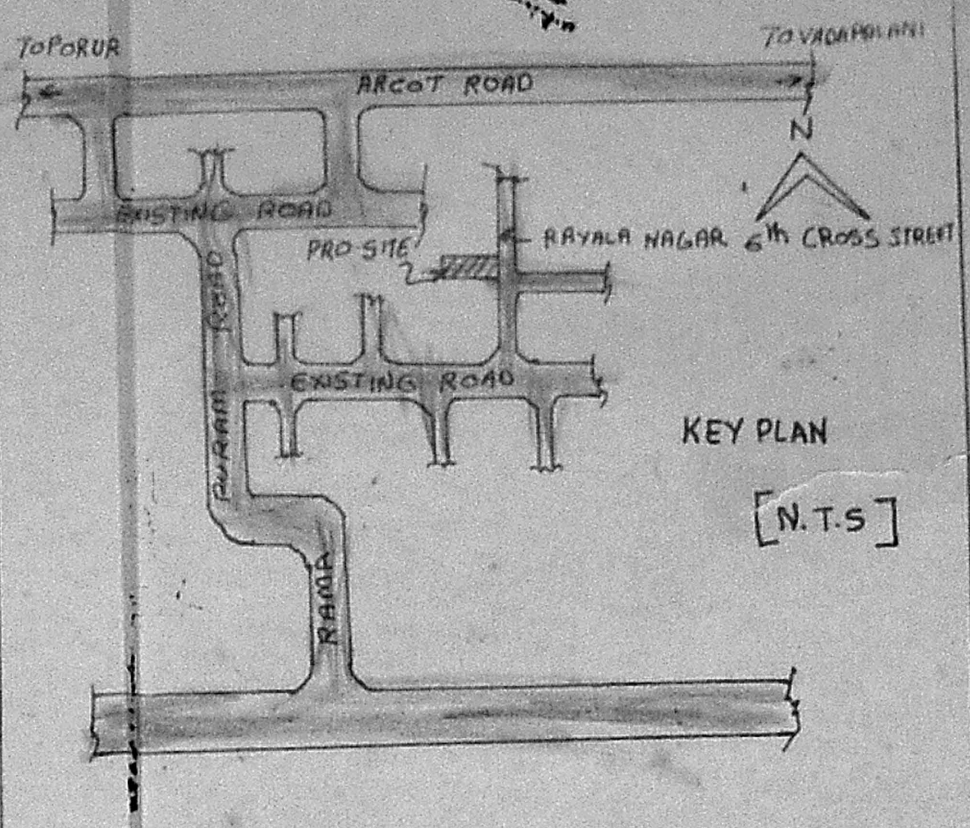 TO PORUR
TO VADAPALANI
ARCOT ROAD
N
EXISTING ROAD
PRO-SITE
RAYALA NAGAR 6th CROSS STREET
RAMA PURAM ROAD
EXISTING ROAD
KEY PLAN
[N.T.S]